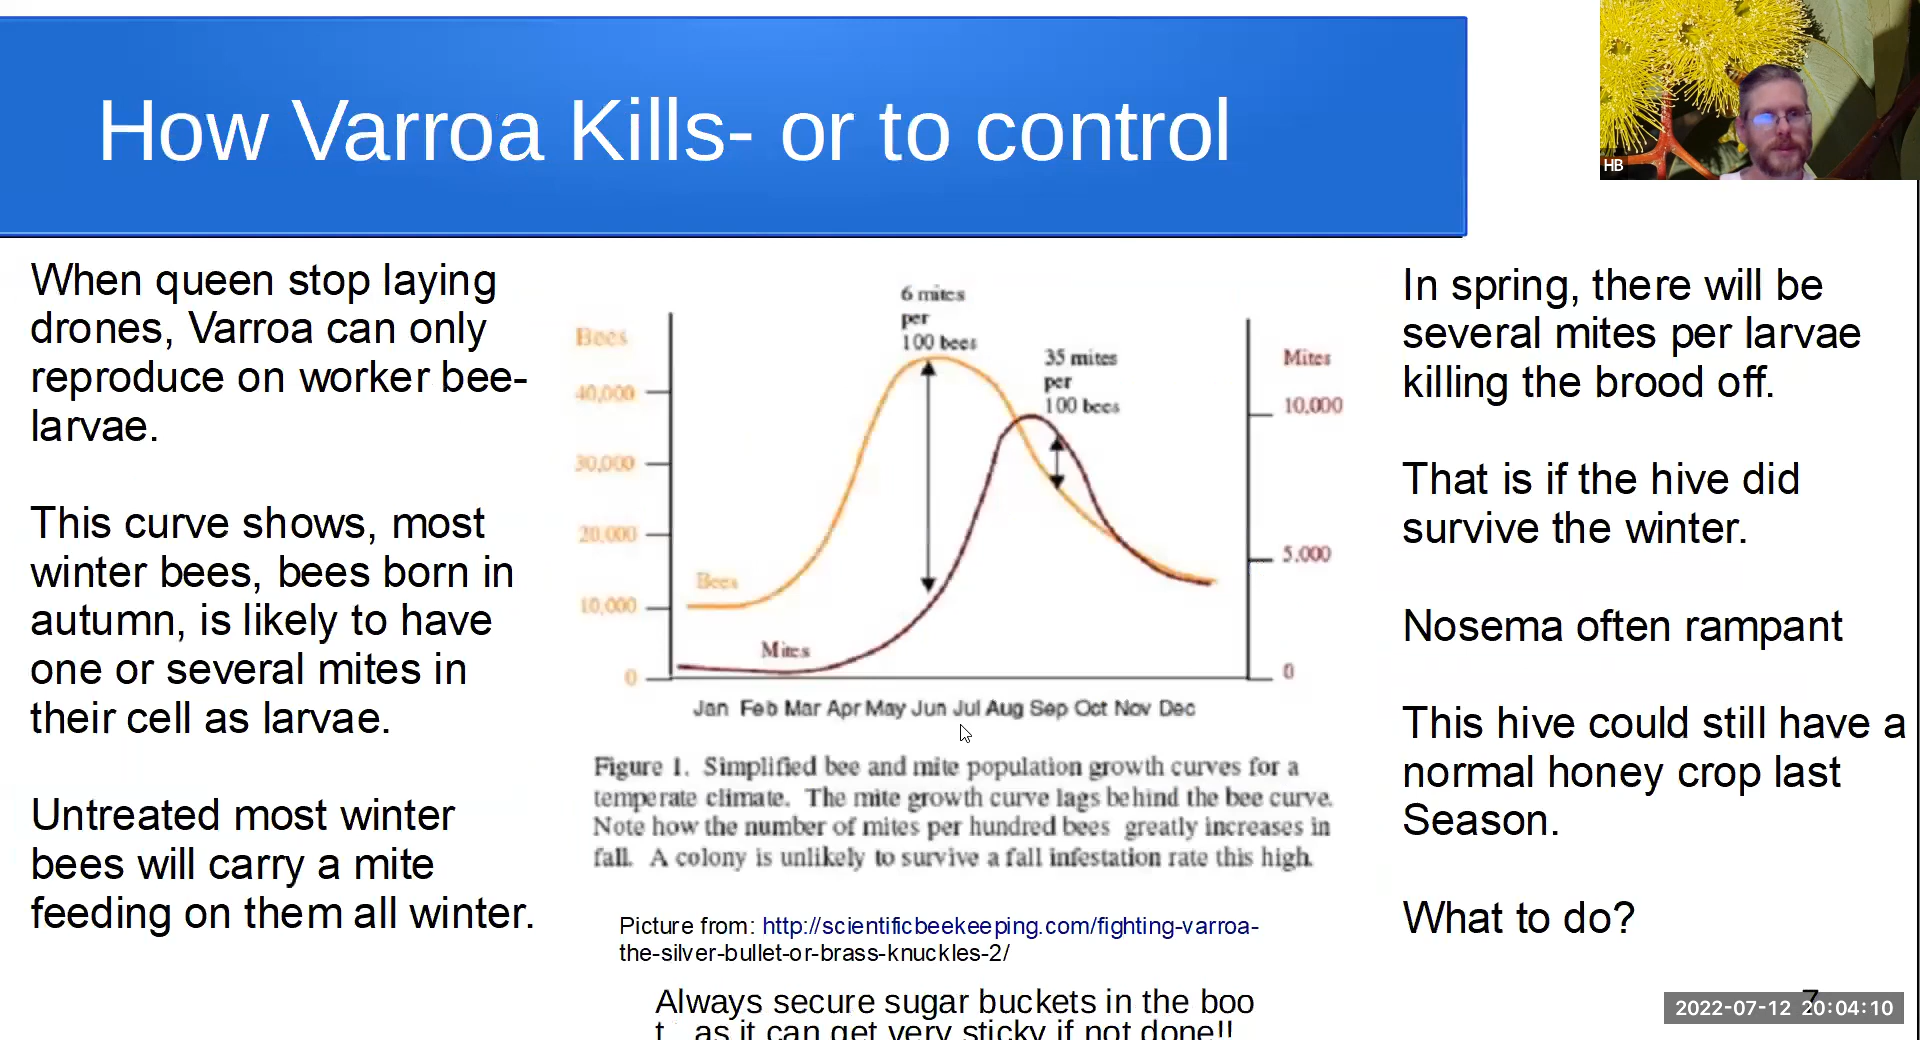 How Varroa Kills- or to control
HB
When queen stop laying
drones, Varroa can only
reproduce on worker bee-
larvae.
This curve shows, most
winter bees, bees born in
autumn, is likely to have
one or several mites in
their cell as larvae.
Untreated most winter
bees will carry a mite
feeding on them all winter.
6 mites
per
100 bees
35 mites
per
100 bees
Bees
40,000
30,000
20,000
10,000
0
Bees
Mites
Mites
10.000
5.000
0
Jan Feb Mar Apr May Jun Jul Aug Sep Oct Nov Dec
Figure 1. Simplified bee and mite population growth curves for a
temperate climate. The mite growth curve lags behind the bee curve.
Note how the number of mites per hundred bees greatly increases in
fall. A colony is unlikely to survive a fall infestation rate this high.
Picture from: http://scientificbeekeeping.com/fighting-varroa-
the-silver-bullet-or-brass-knuckles-2/
Always secure sugar buckets in the boo
t as it can get very sticky if not done!!
In spring, there will be
several mites per larvae
killing the brood off.
That is if the hive did
survive the winter.
Nosema often rampant
This hive could still have a
normal honey crop last
Season.
What to do?
7
2022-07-12 20:04:10